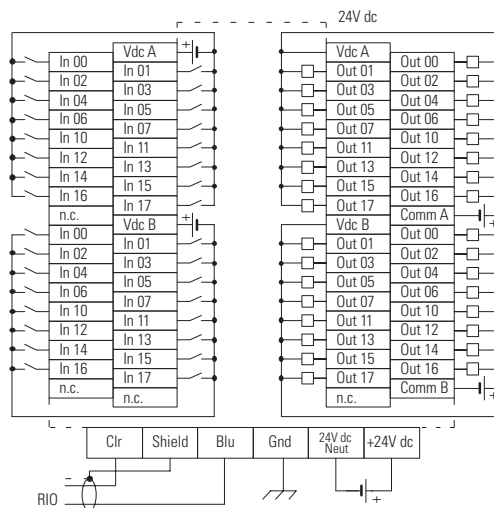 24V dc
Vdc A
In 00
In 01
In 02
In 03
In 04
In 05
In 06
In 07
In 10
In 11
In 12
In 13
In 14
In 15
In 16
In 17
n.c.
Vdc B
In 00
In 01
In 02
In 03
In 04
In 05
In 06
In 07
In 10
In 11
In 12
In 13
In 14
In 15
In 16
In 17
n.c.
n.c.
+
+
Vdc A
Out 00
Out 01
Out 02
Out 03
Out 04
Out 05
Out 06
Out 07
Out 10
Out 11
Out 12
Out 13
Out 14
Out 15
Out 16
Out 17
Comm A
+
Vdc B
Out 00
Out 01
Out 02
Out 03
Out 04
Out 05
Out 06
Out 07
Out 10
Out 11
Out 12
Out 13
Out 14
Out 15
Out 16
Out 17
Comm B
+
n.c.
Clr
Shield
Blu
Gnd
24V dc
Neut
+24V dc
RIO
+